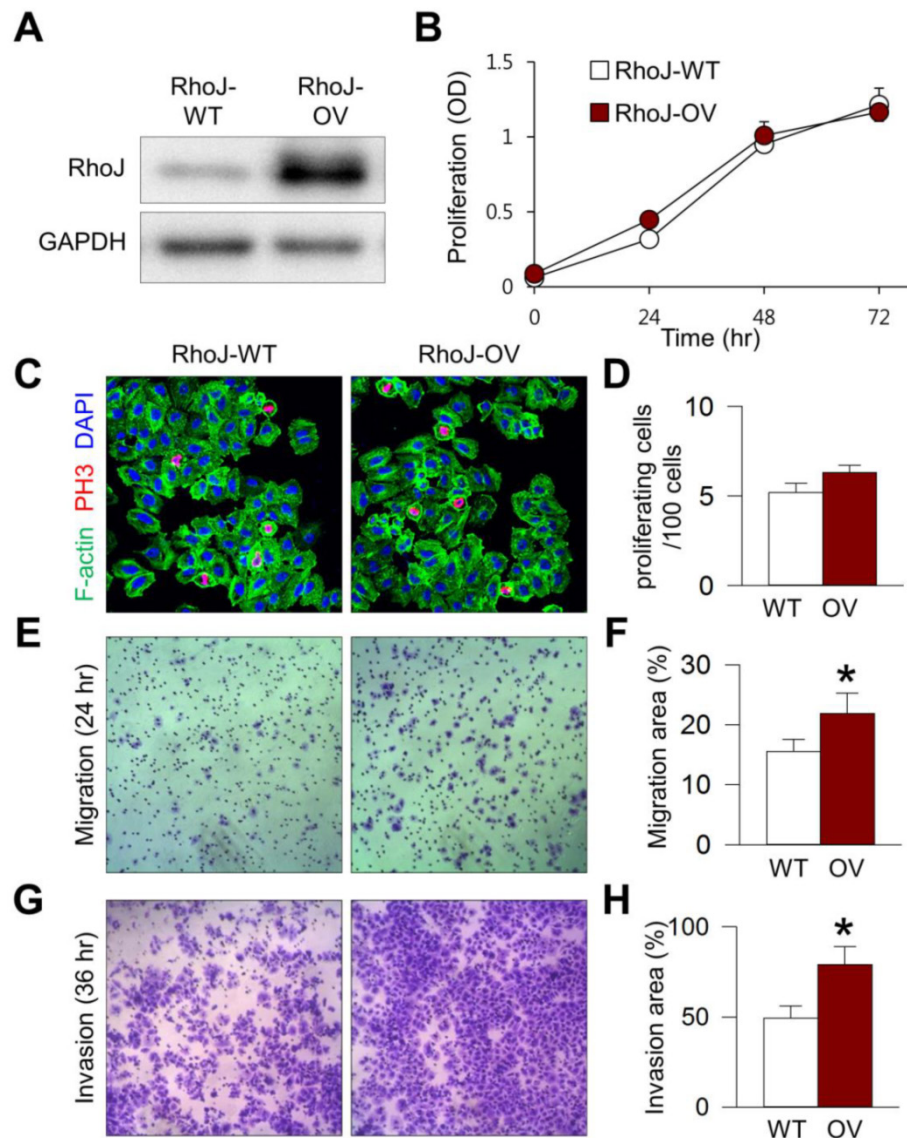 A
RhoJ-
WT
RhoJ-
OV
RhoJ
GAPDH
B
Proliferation (OD)
1.5
1
0.5
0
RhoJ-WT
RhoJ-OV
0
24
48
72
Time (hr)
C
F-actin PH3 DAPI
RhoJ-WT
RhoJ-OV
D
proliferating cells
/100 cells
10
5
0
WT
OV
E
Migration (24 hr)
F
Migration area (%)
30
20
10
0
*
WT
OV
G
Invasion (36 hr)
H
Invasion area (%)
100
50
0
*
WT
OV